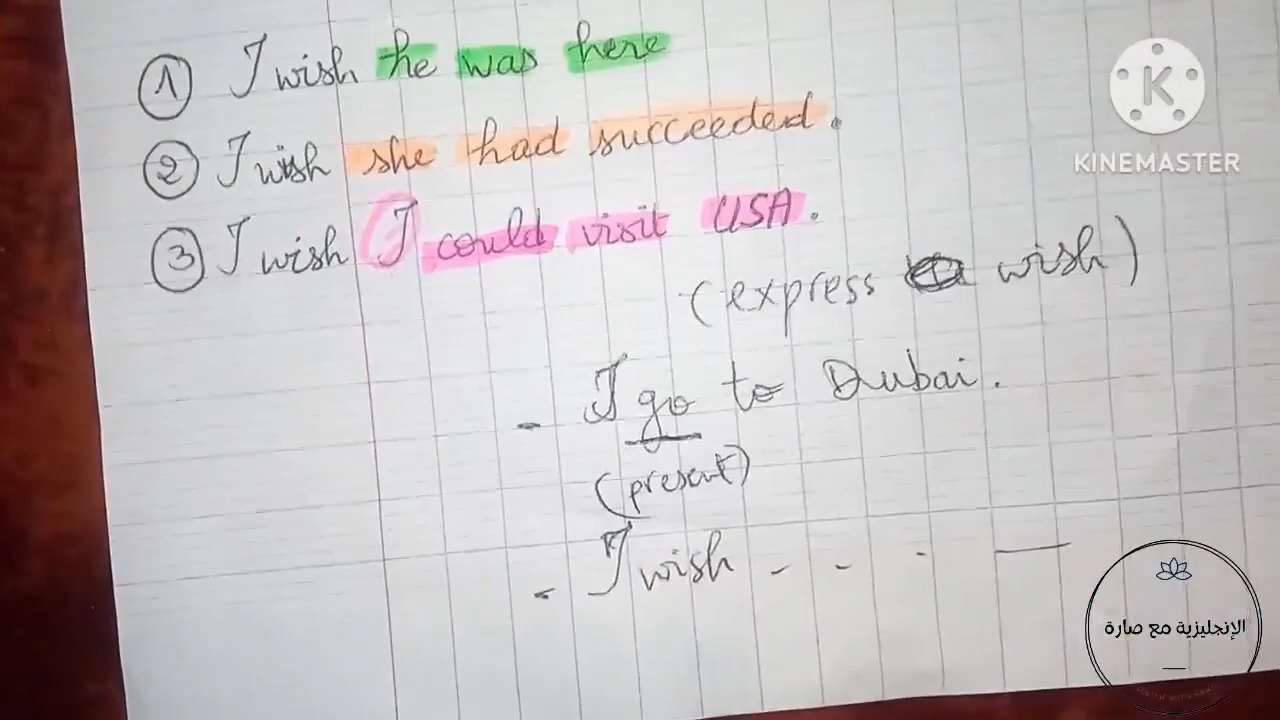 ① I wish he was here
② I wish she had succeeded.
③ I wish I could visit USA.
(express wish)
- I go to Dubai.
(present)
- I wish - - - —
K
KINEMASTER
الإنجليزية مع صارة